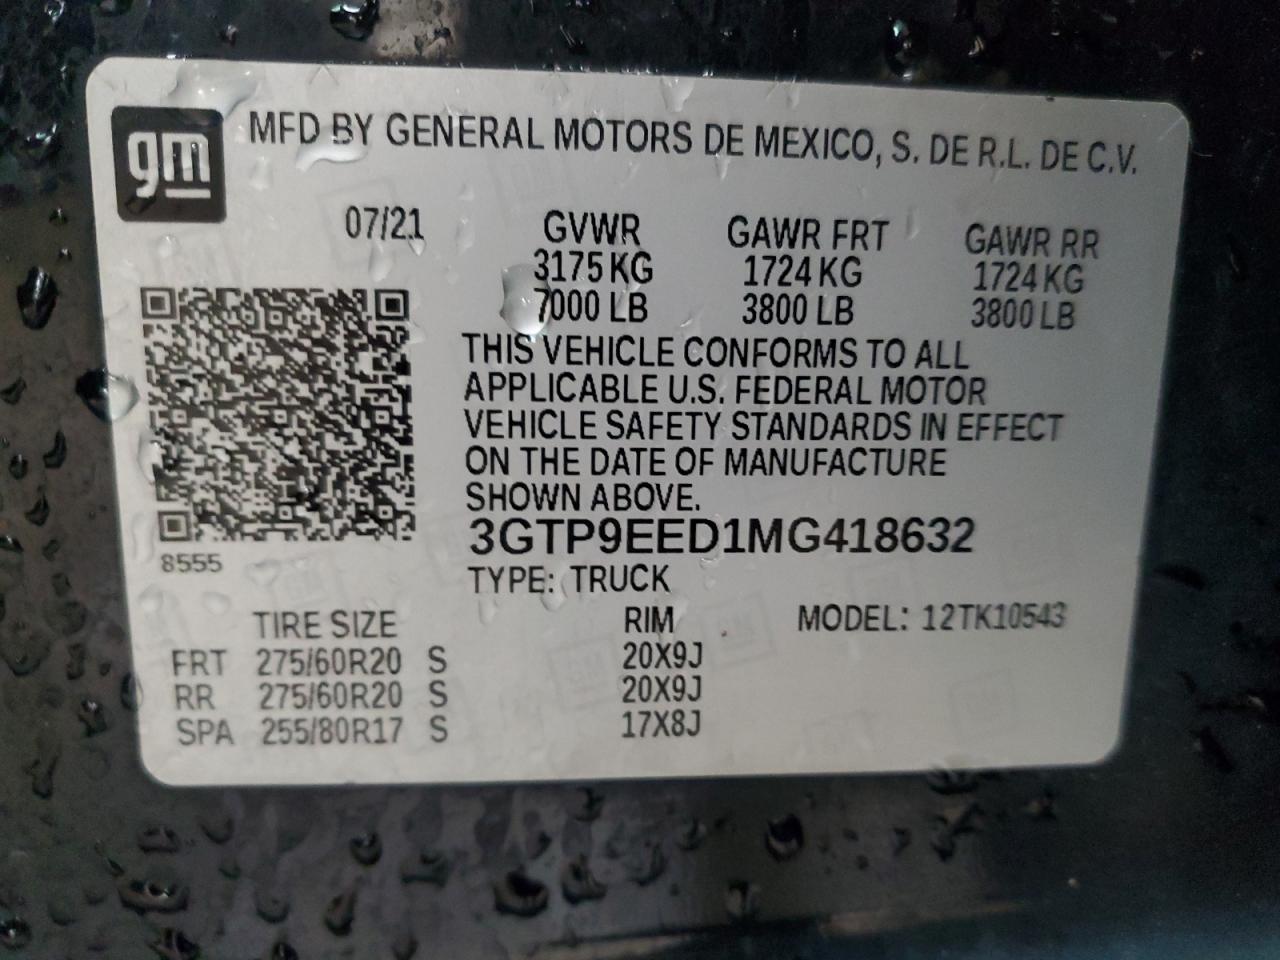 gm
MFD BY GENERAL MOTORS DE MEXICO, S. DE R.L. DE C.V.
07/21 GVWR GAWR FRT GAWR RR
3175 KG 1724 KG 1724 KG
7000 LB 3800 LB 3800 LB
THIS VEHICLE CONFORMS TO ALL
APPLICABLE U.S. FEDERAL MOTOR
VEHICLE SAFETY STANDARDS IN EFFECT
ON THE DATE OF MANUFACTURE
SHOWN ABOVE.
3GTP9EED1MG418632
8555
TYPE: TRUCK
TIRE SIZE RIM MODEL: 12TK10543
FRT 275/60R20 S 20X9J
RR 275/60R20 S 20X9J
SPA 255/80R17 S 17X8J